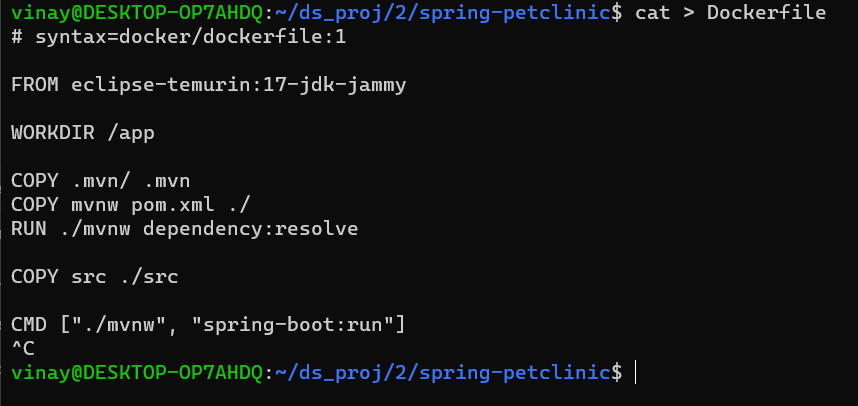 vinay@DESKTOP-OP7AHDQ:~/ds_proj/2/spring-petclinic$ cat > Dockerfile
# syntax=docker/dockerfile:1
FROM eclipse-temurin:17-jdk-jammy
WORKDIR /app
COPY .mvn/ .mvn
COPY mvnw pom.xml ./
RUN ./mvnw dependency:resolve
COPY src ./src
CMD ["./mvnw", "spring-boot:run"]
^C
vinay@DESKTOP-OP7AHDQ:~/ds_proj/2/spring-petclinic$